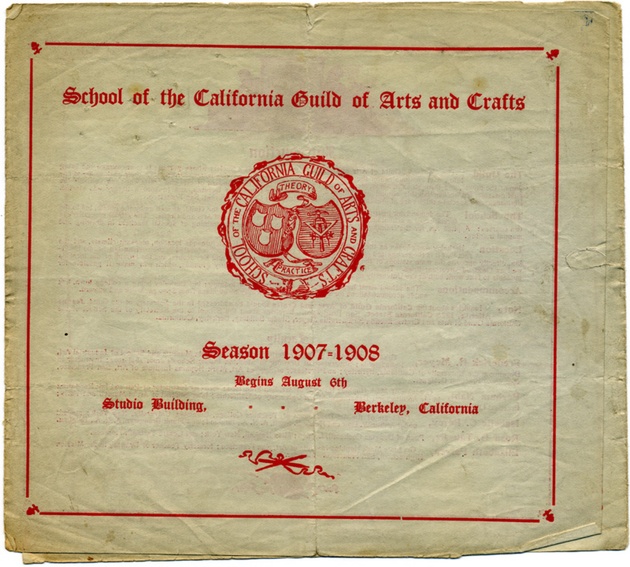 School of the California Guild of Arts and Crafts
SCHOOL OF THE CALIFORNIA GUILD OF ARTS AND CRAFTS
THEORY
PRACTICE
Season 1907-1908
Begins August 6th
Studio Building, . . . Berkeley, California